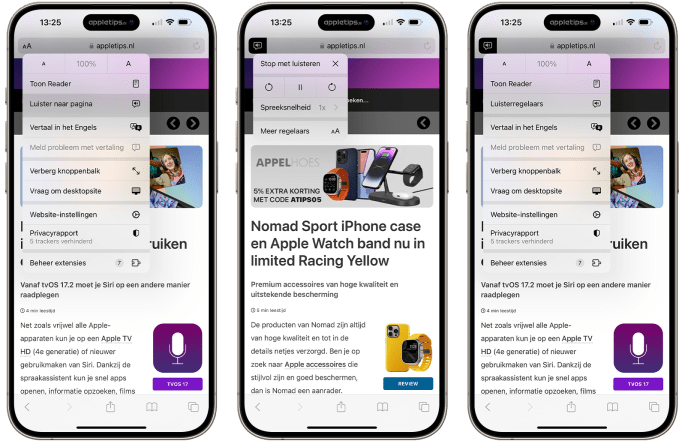 13:25
appletips.nl
AA
appletips.nl
A
100%
A
Toon Reader
Luister naar pagina
Vertaal in het Engels
Meld probleem met vertaling
Verberg knoppenbalk
Vraag om desktopsite
Website-instellingen
Privacyrapport
5 trackers verhinderd
Beheer extensies
7
uiken
Vanaf tvOS 17.2 moet je Siri op een andere manier
raadplegen
4 min leestijd
Net zoals vrijwel alle Apple-
apparaten kun je op een Apple TV
HD (4e generatie) of nieuwer
gebruikmaken van Siri. Dankzij de
spraakassistent kun je snel apps
openen, informatie opzoeken, films
TVOS 17
13:25
appletips.nl
appletips.nl
Stop met luisteren
Spreeksnelheid
1x
Meer regelaars
AA
oeken...
APPELHOES
5% EXTRA KORTING
MET CODE ATIPS05
Nomad Sport iPhone case
en Apple Watch band nu in
limited Racing Yellow
Premium accessoires van hoge kwaliteit en
uitstekende bescherming
5 min leestijd
De producten van Nomad zijn altijd
van hoge kwaliteit en tot in de
details netjes verzorgd. Ben je op
zoek naar Apple accessoires die
stijlvol zijn en goed beschermen,
dan is Nomad een aanrader.
REVIEW
13:25
appletips.nl
appletips.nl
A
100%
A
Toon Reader
Luisterregelaars
Vertaal in het Engels
Meld probleem met vertaling
Verberg knoppenbalk
Vraag om desktopsite
Website-instellingen
Privacyrapport
5 trackers verhinderd
Beheer extensies
7
ruiken
Vanaf tvOS 17.2 moet je Siri op een andere manier
raadplegen
4 min leestijd
Net zoals vrijwel alle Apple-
apparaten kun je op een Apple TV
HD (4e generatie) of nieuwer
gebruikmaken van Siri. Dankzij de
spraakassistent kun je snel apps
openen, informatie opzoeken, films
TVOS 17